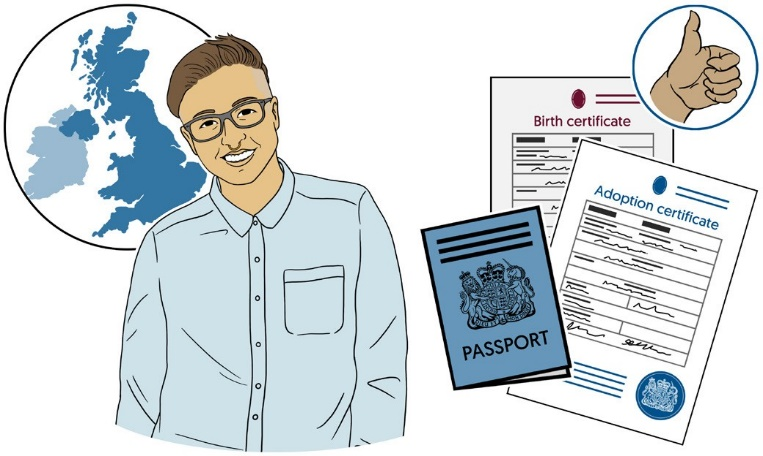 Birth certificate
Adoption certificate
PASSPORT